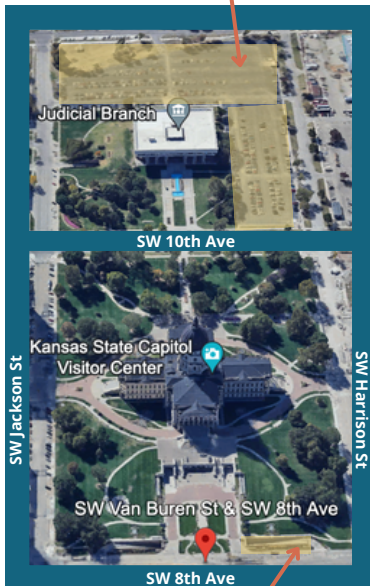 Judicial Branch
SW 10th Ave
Kansas State Capitol
Visitor Center
SW Jackson St
SW Harrison St
SW Van Buren St & SW 8th Ave
SW 8th Ave